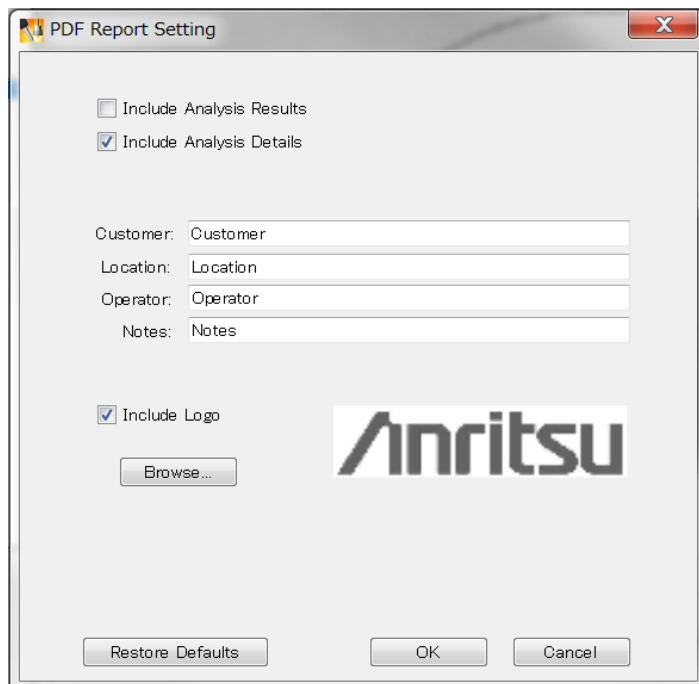 PDF Report Setting
Include Analysis Results
Include Analysis Details
Customer: Customer
Location: Location
Operator: Operator
Notes: Notes
Include Logo
Anritsu
Browse...
Restore Defaults OK Cancel